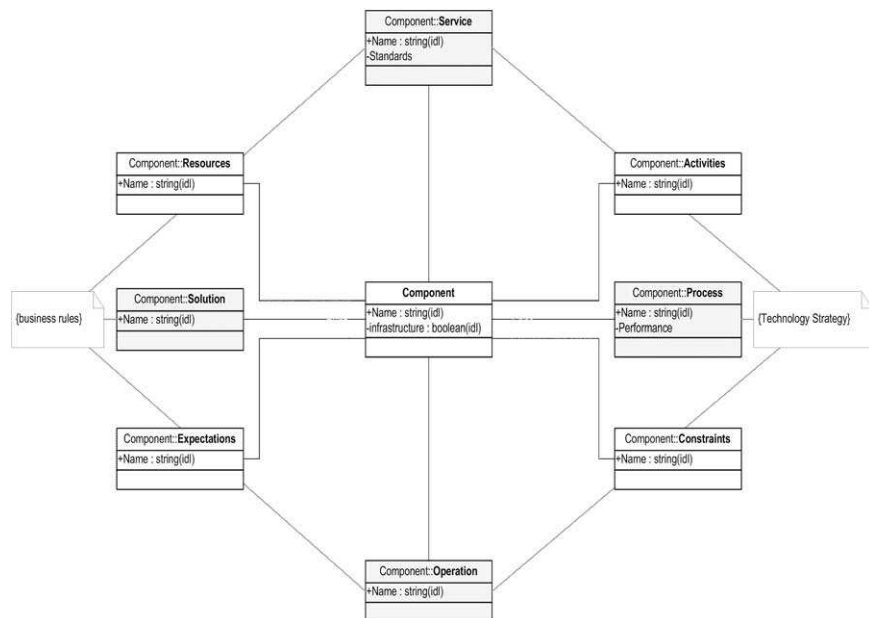 Component::Service
+Name : string(idl)
-Standards
Component::Resources
+Name : string(idl)
Component::Activities
+Name : string(idl)
{business rules}
Component::Solution
+Name : string(idl)
Component
+Name : string(idl)
-infrastructure : boolean(idl)
Component::Process
+Name : string(idl)
-Performance
{Technology Strategy}
Component::Expectations
+Name : string(idl)
Component::Constraints
+Name : string(idl)
Component::Operation
+Name : string(idl)